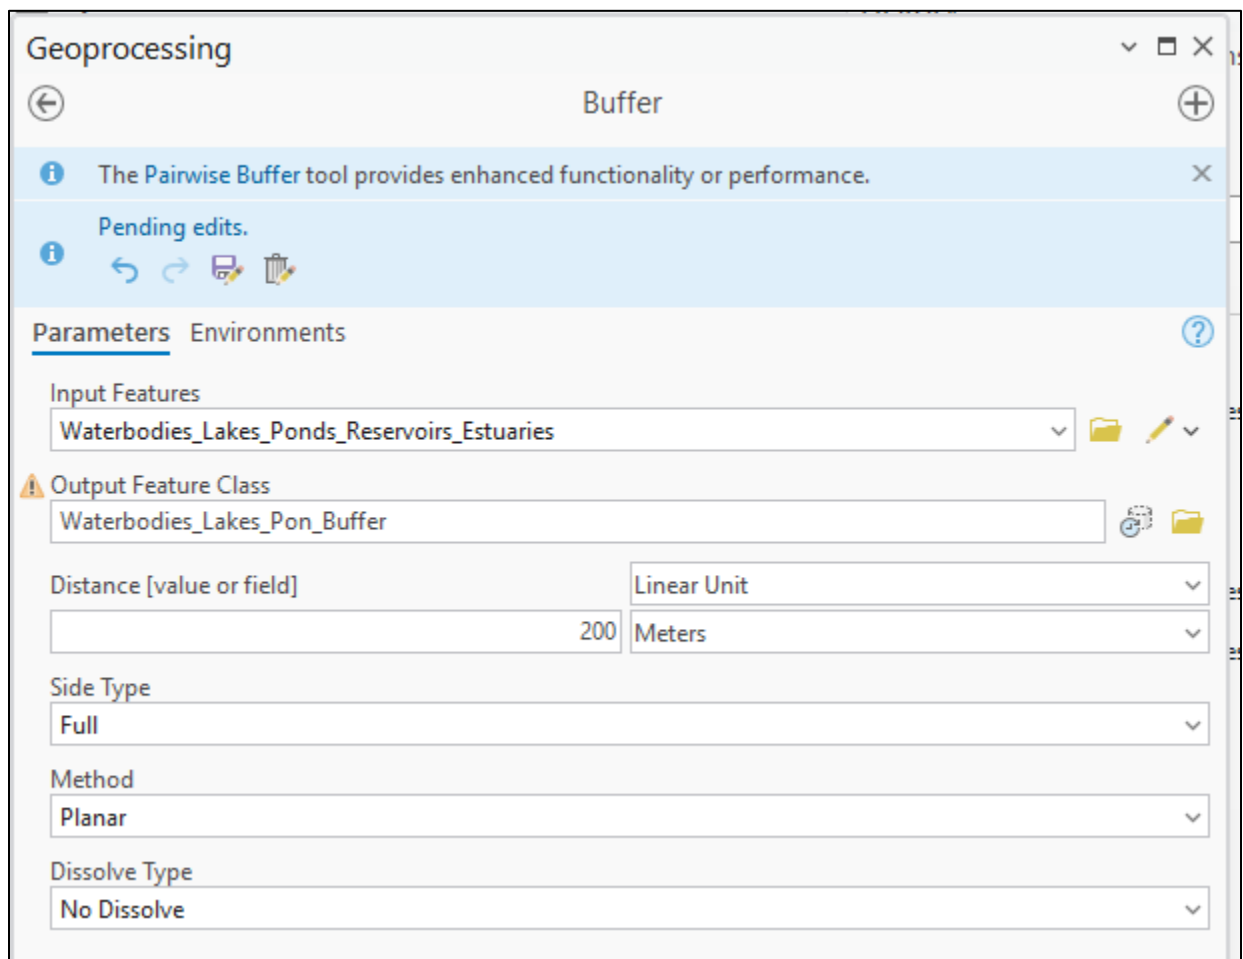 Geoprocessing
Buffer
The Pairwise Buffer tool provides enhanced functionality or performance.
Pending edits.
Parameters Environments
Input Features
Waterbodies_Lakes_Ponds_Reservoirs_Estuaries
Output Feature Class
Waterbodies_Lakes_Pon_Buffer
Distance [value or field] Linear Unit
200 Meters
Side Type
Full
Method
Planar
Dissolve Type
No Dissolve